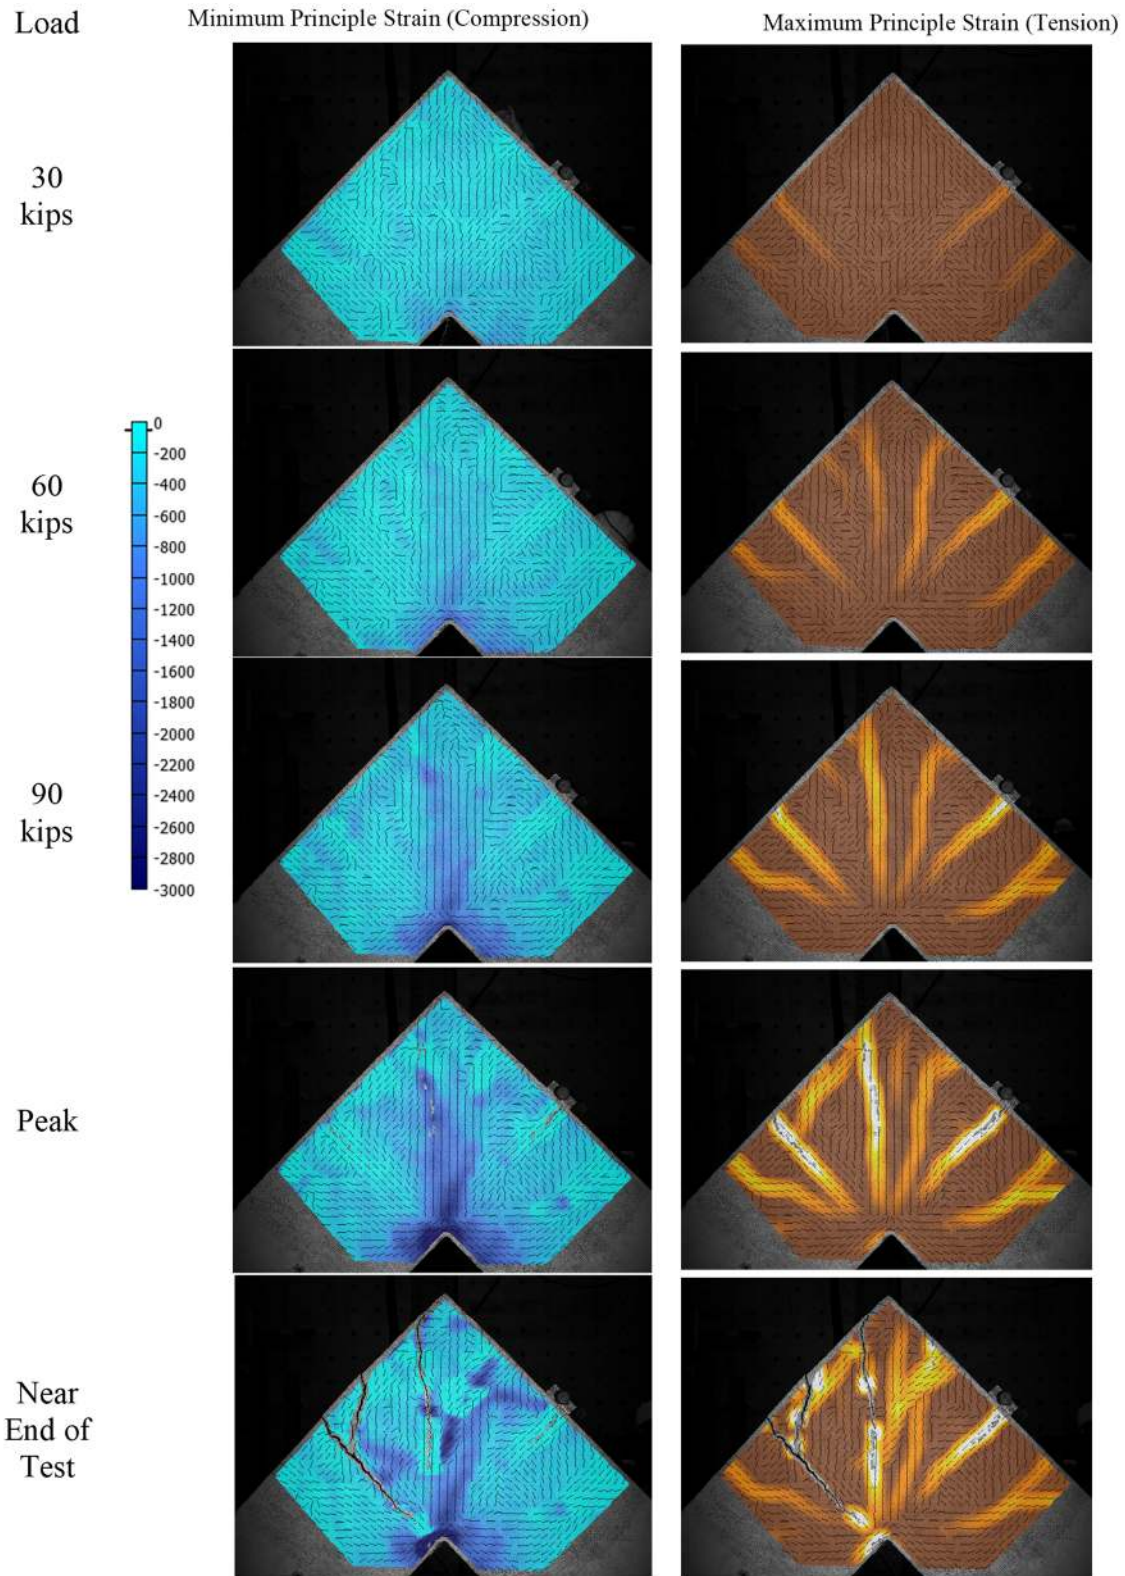 Load
Minimum Principle Strain (Compression)
Maximum Principle Strain (Tension)
30
kips
60
kips
0
-200
-400
-600
-800
-1000
-1200
-1400
-1600
-1800
-2000
-2200
-2400
-2600
-2800
-3000
90
kips
Peak
Near
End of
Test